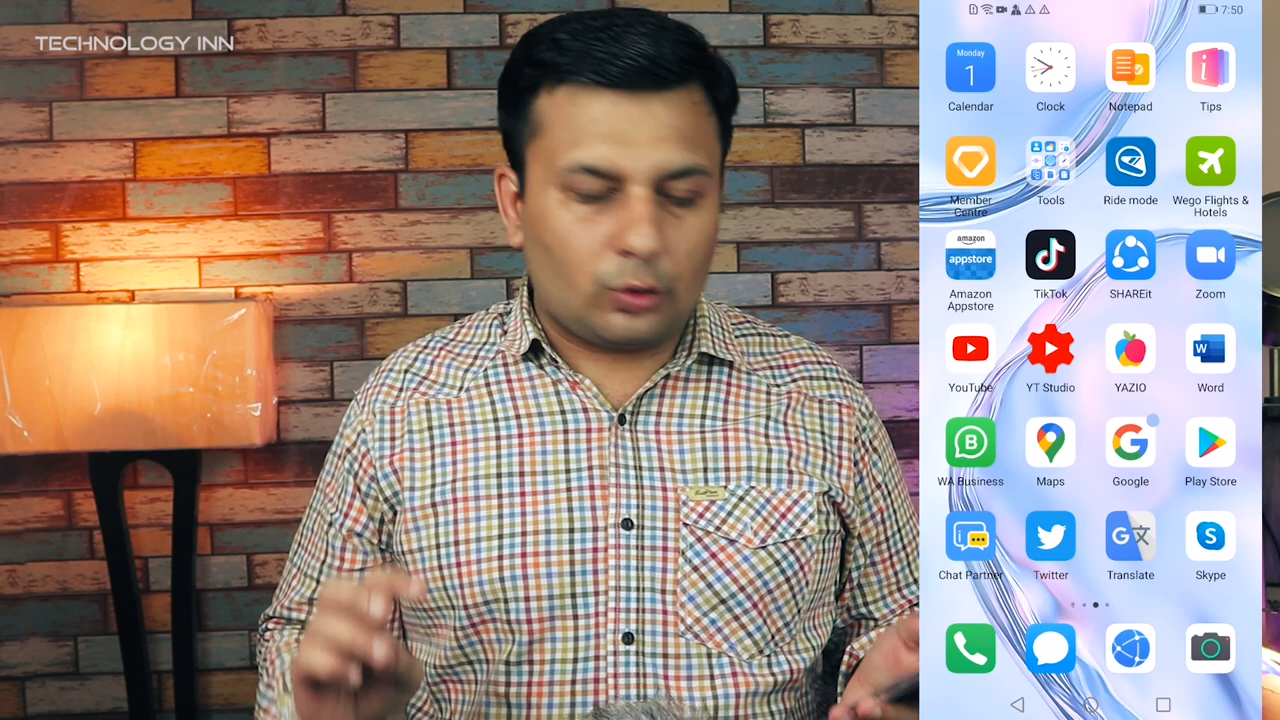 TECHNOLOGY INN
7:50
Monday
1
Calendar
Clock
Notepad
Tips
Member Centre
Tools
Ride mode
Wego Flights & Hotels
amazon
appstore
Amazon Appstore
TikTok
SHAREit
Zoom
YouTube
YT Studio
YAZIO
W
Word
B
WA Business
Maps
G
Google
Play Store
Chat Partner
Twitter
G文
Translate
S
Skype